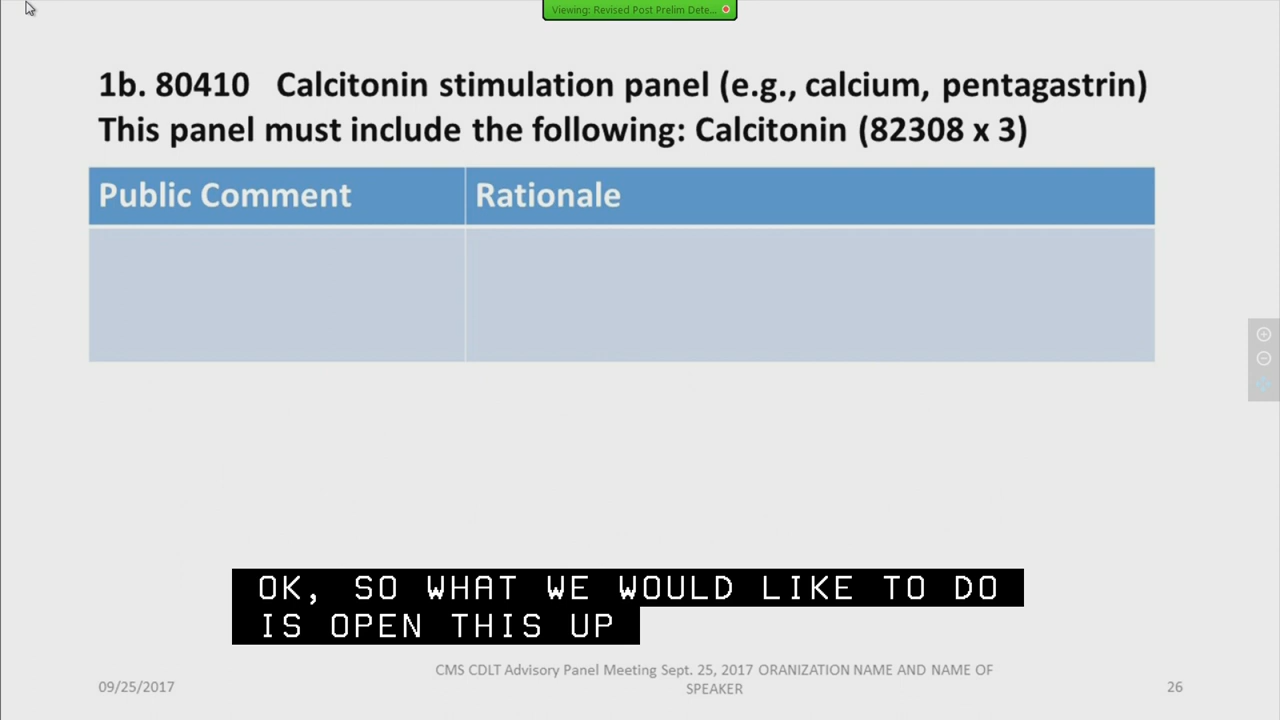 Viewing: Revised Post Prelim Dete...
1b. 80410 Calcitonin stimulation panel (e.g., calcium, pentagastrin)
This panel must include the following: Calcitonin (82308 x 3)
Public Comment Rationale
OK, SO WHAT WE WOULD LIKE TO DO
IS OPEN THIS UP
CMS CDLT Advisory Panel Meeting Sept. 25, 2017 ORANIZATION NAME AND NAME OF
SPEAKER
09/25/2017
26